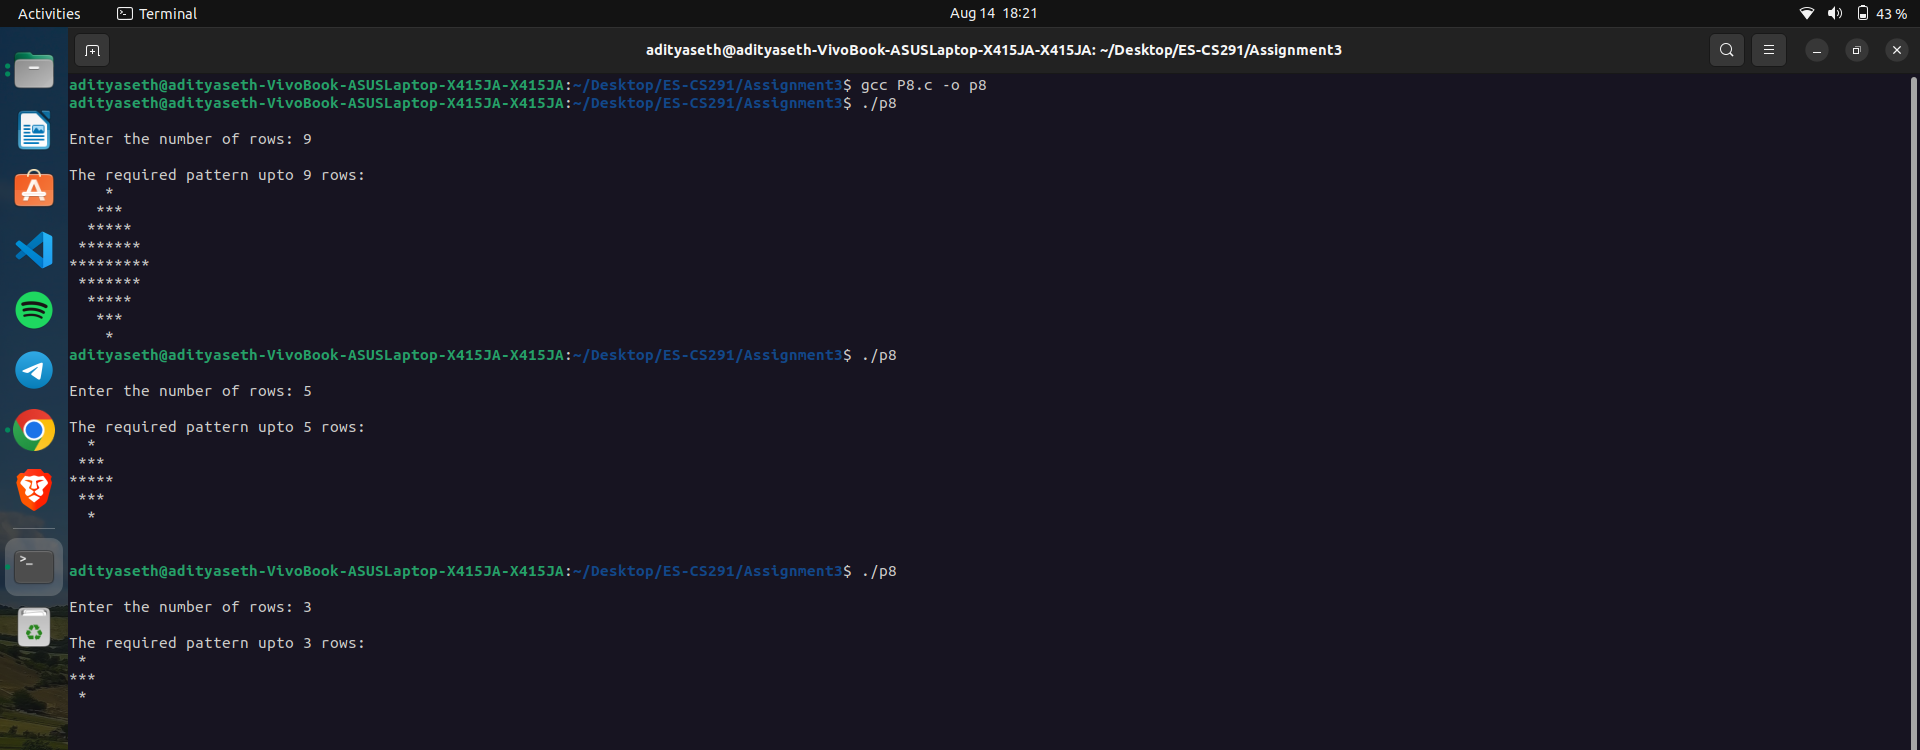 Activities Terminal Aug 14 18:21 43 %
adityaseth@adityaseth-VivoBook-ASUSLaptop-X415JA-X415JA: ~/Desktop/ES-CS291/Assignment3
adityaseth@adityaseth-VivoBook-ASUSLaptop-X415JA-X415JA:~/Desktop/ES-CS291/Assignment3$ gcc P8.c -o p8
adityaseth@adityaseth-VivoBook-ASUSLaptop-X415JA-X415JA:~/Desktop/ES-CS291/Assignment3$ ./p8
Enter the number of rows: 9
The required pattern upto 9 rows:
    *
   ***
  *****
 *******
*********
 *******
  *****
   ***
    *
adityaseth@adityaseth-VivoBook-ASUSLaptop-X415JA-X415JA:~/Desktop/ES-CS291/Assignment3$ ./p8
Enter the number of rows: 5
The required pattern upto 5 rows:
  *
 ***
*****
 ***
  *
adityaseth@adityaseth-VivoBook-ASUSLaptop-X415JA-X415JA:~/Desktop/ES-CS291/Assignment3$ ./p8
Enter the number of rows: 3
The required pattern upto 3 rows:
 *
***
 *